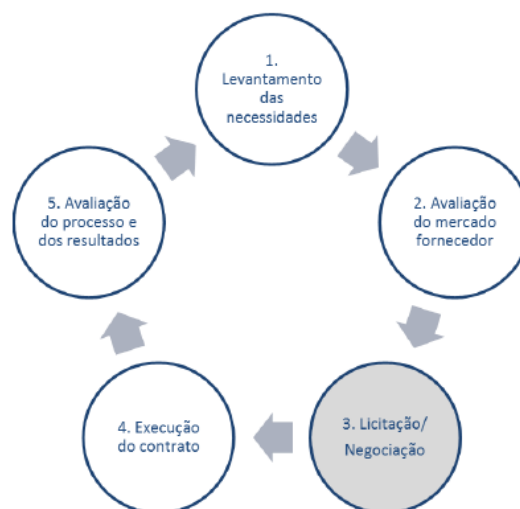 1.
Levantamento
das
necessidades
2. Avaliação
do mercado
fornecedor
3. Licitação/
Negociação
4. Execução
do contrato
5. Avaliação
do processo e
dos resultados